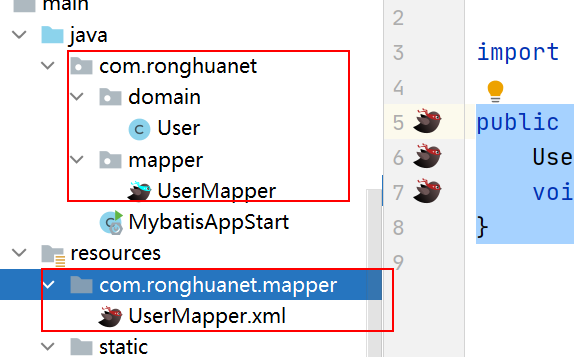 main
java
com.ronghuanet
domain
User
mapper
UserMapper
MybatisAppStart
resources
com.ronghuanet.mapper
UserMapper.xml
static
2
3 import
4
5 public
6 Use
7 voi
8 }
9